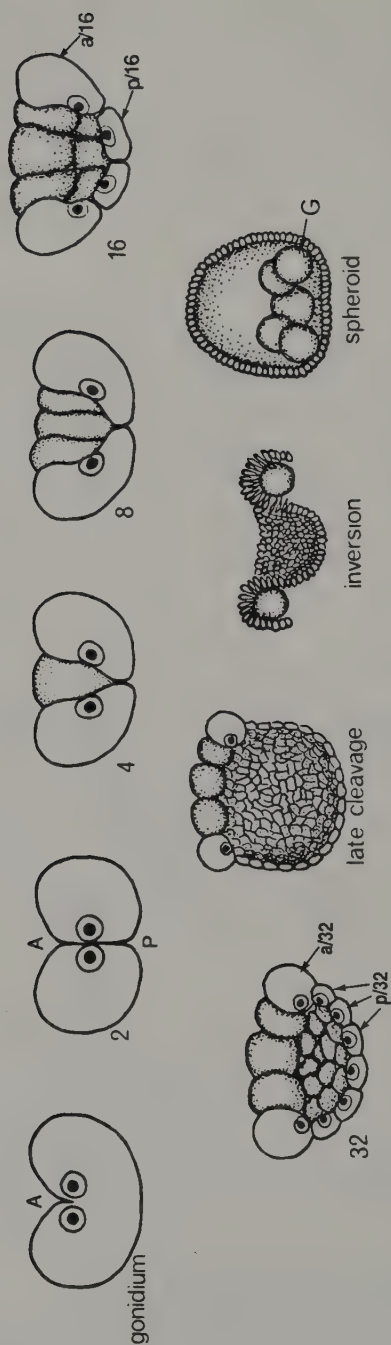 A
gonidium
A
P
2
4
8
a/16
p/16
16
a/32
p/32
32
late cleavage
inversion
G
spheroid